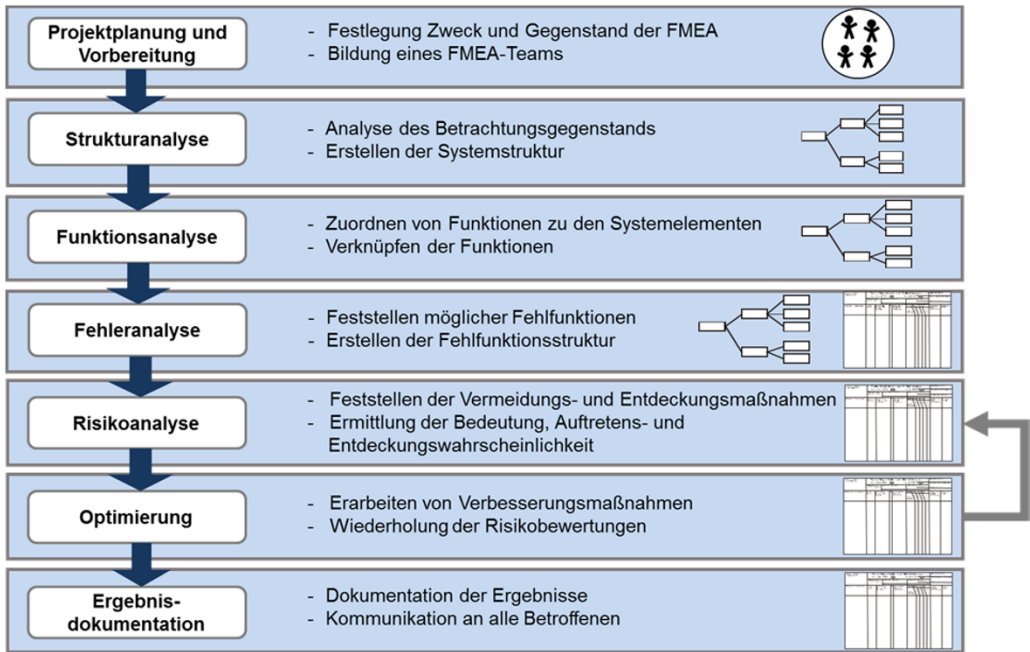 Projektplanung und
Vorbereitung
- Festlegung Zweck und Gegenstand der FMEA
- Bildung eines FMEA-Teams
Strukturanalyse
- Analyse des Betrachtungsgegenstands
- Erstellen der Systemstruktur
Funktionsanalyse
- Zuordnen von Funktionen zu den Systemelementen
- Verknüpfen der Funktionen
Fehleranalyse
- Feststellen möglicher Fehlfunktionen
- Erstellen der Fehlfunktionsstruktur
Risikoanalyse
- Feststellen der Vermeidungs- und Entdeckungsmaßnahmen
- Ermittlung der Bedeutung, Auftretens- und
Entdeckungswahrscheinlichkeit
Optimierung
- Erarbeiten von Verbesserungsmaßnahmen
- Wiederholung der Risikobewertungen
Ergebnis-
dokumentation
- Dokumentation der Ergebnisse
- Kommunikation an alle Betroffenen